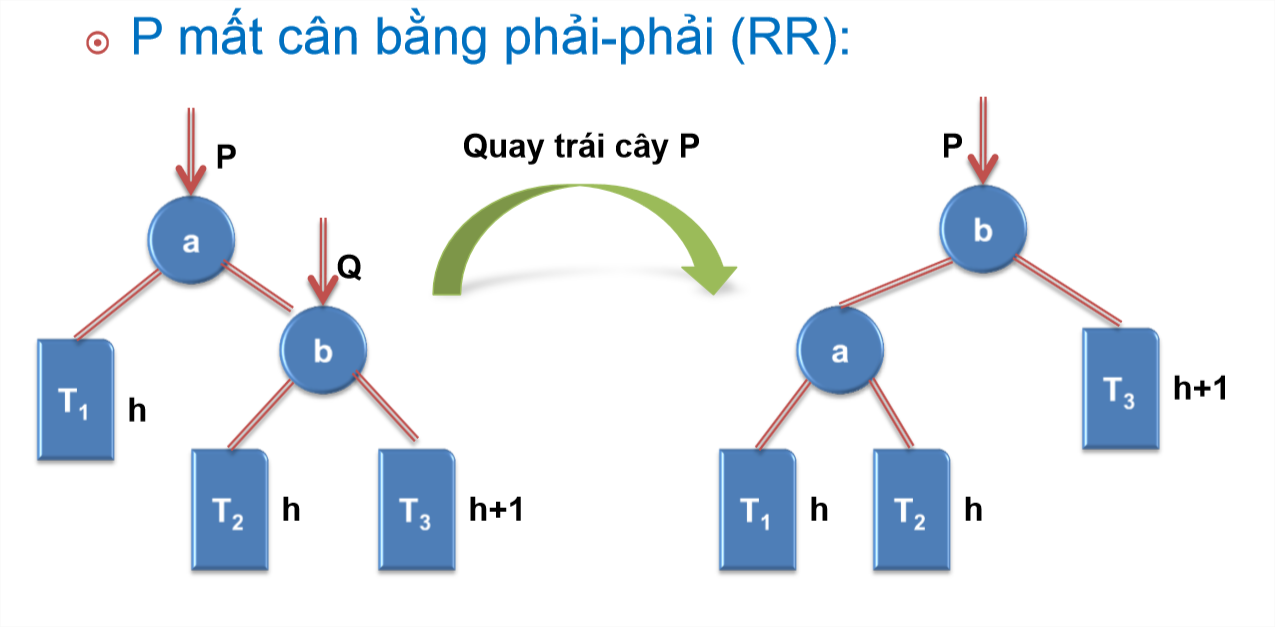 P mất cân bằng phải-phải (RR):
P
Quay trái cây P
P
a
b
Q
b
a
T1
h
T3
h+1
T2
h
T3
h+1
T1
h
T2
h